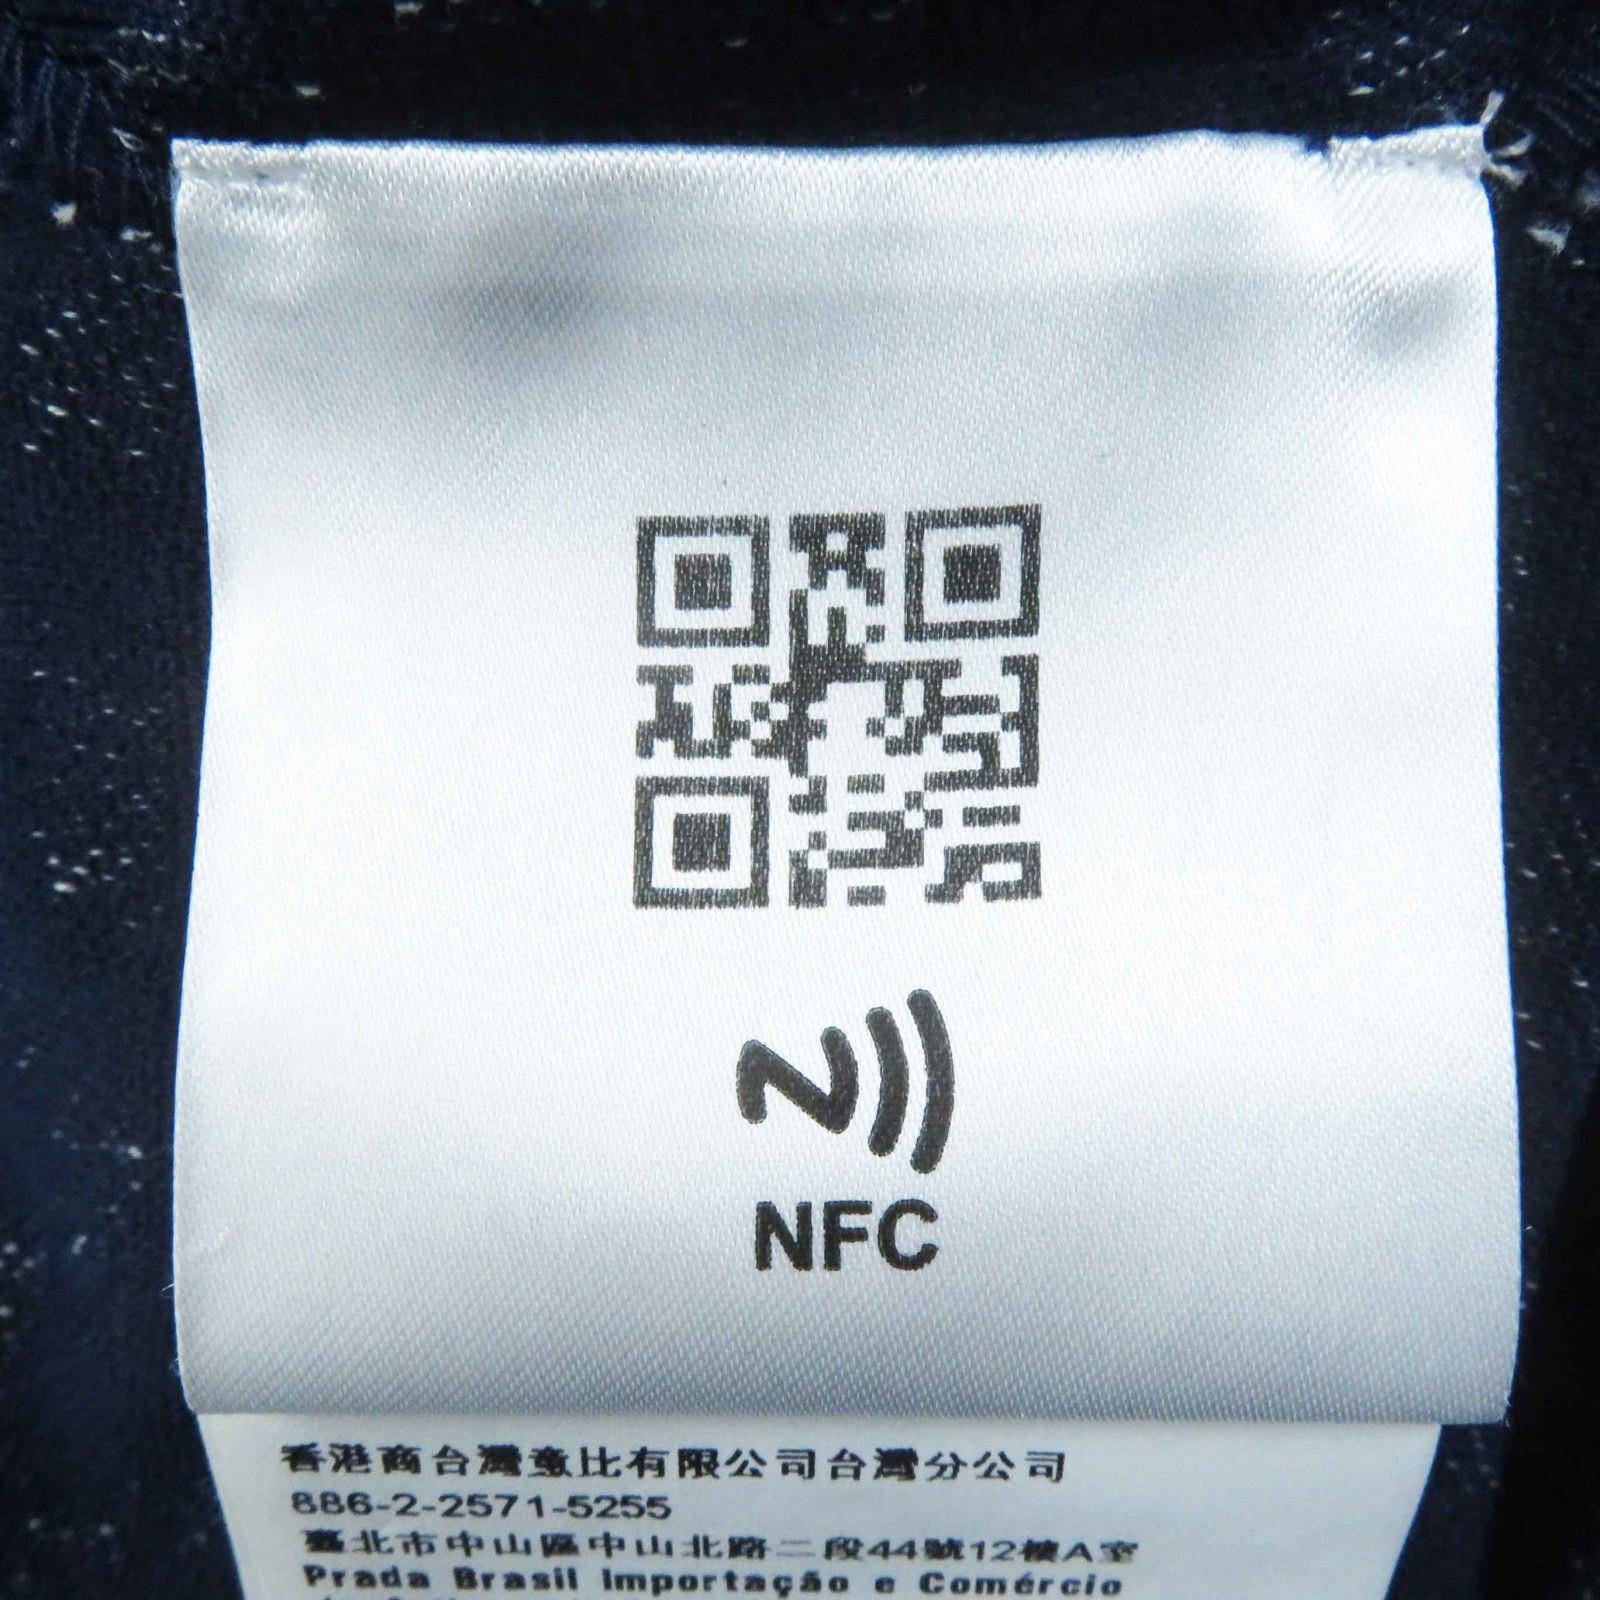 NFC
香港商台灣意比有限公司台灣分公司
886-2-2571-5255
臺北市中山區中山北路二段44號12樓A室
Prada Brasil Importação e Comércio